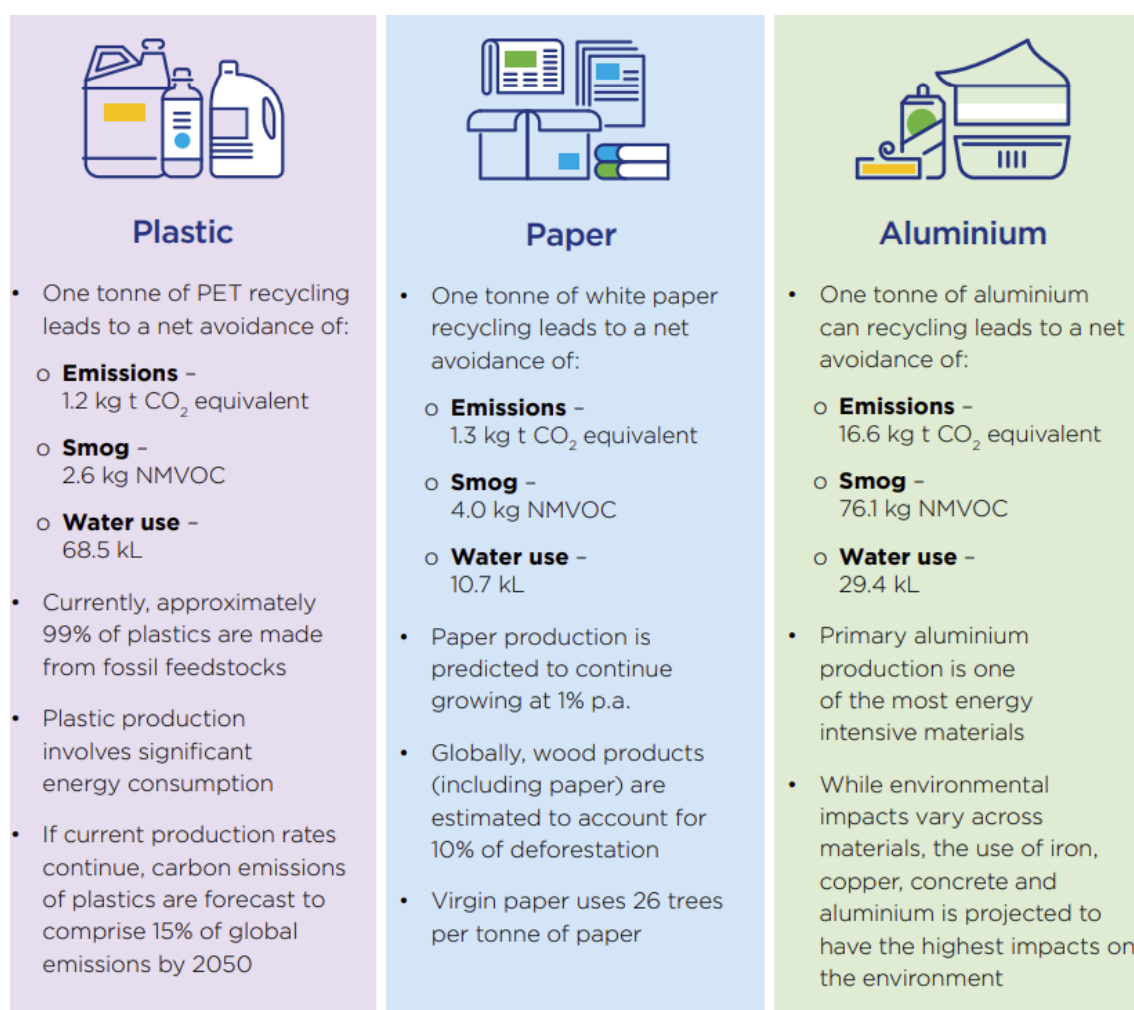 Plastic
• One tonne of PET recycling
leads to a net avoidance of:
o Emissions –
1.2 kg t CO₂ equivalent
o Smog –
2.6 kg NMVOC
o Water use –
68.5 kL
• Currently, approximately
99% of plastics are made
from fossil feedstocks
• Plastic production
involves significant
energy consumption
• If current production rates
continue, carbon emissions
of plastics are forecast to
comprise 15% of global
emissions by 2050
Paper
• One tonne of white paper
recycling leads to a net
avoidance of:
o Emissions –
1.3 kg t CO₂ equivalent
o Smog –
4.0 kg NMVOC
o Water use –
10.7 kL
• Paper production is
predicted to continue
growing at 1% p.a.
• Globally, wood products
(including paper) are
estimated to account for
10% of deforestation
• Virgin paper uses 26 trees
per tonne of paper
Aluminium
• One tonne of aluminium
can recycling leads to a net
avoidance of:
o Emissions –
16.6 kg t CO₂ equivalent
o Smog –
76.1 kg NMVOC
o Water use –
29.4 kL
• Primary aluminium
production is one
of the most energy
intensive materials
• While environmental
impacts vary across
materials, the use of iron,
copper, concrete and
aluminium is projected to
have the highest impacts on
the environment